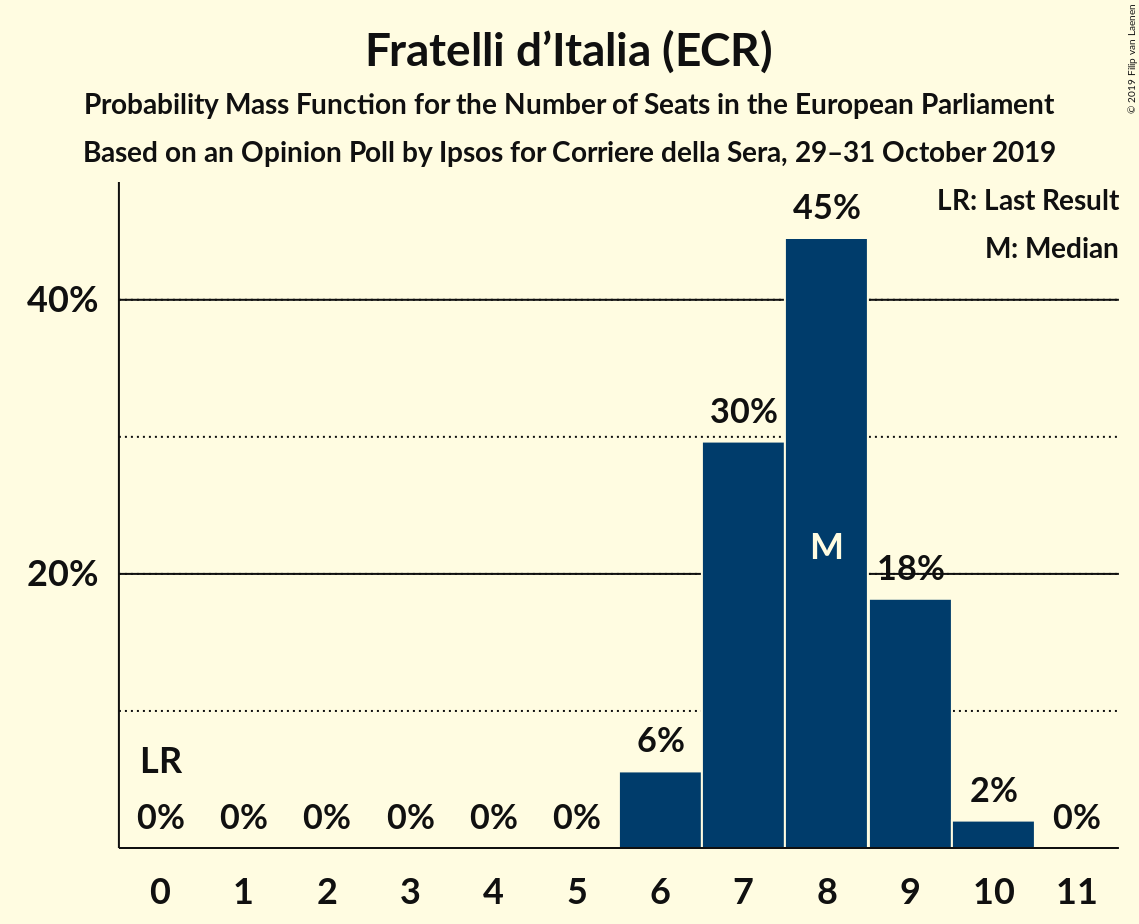 Fratelli d’Italia (ECR)
Probability Mass Function for the Number of Seats in the European Parliament
Based on an Opinion Poll by Ipsos for Corriere della Sera, 29–31 October 2019
© 2019 Filip van Laenen
LR: Last Result
M: Median
45%
40%
30%
M
20%
18%
6%
LR
2%
0% 0% 0% 0% 0% 0% 0%
0 1 2 3 4 5 6 7 8 9 10 11